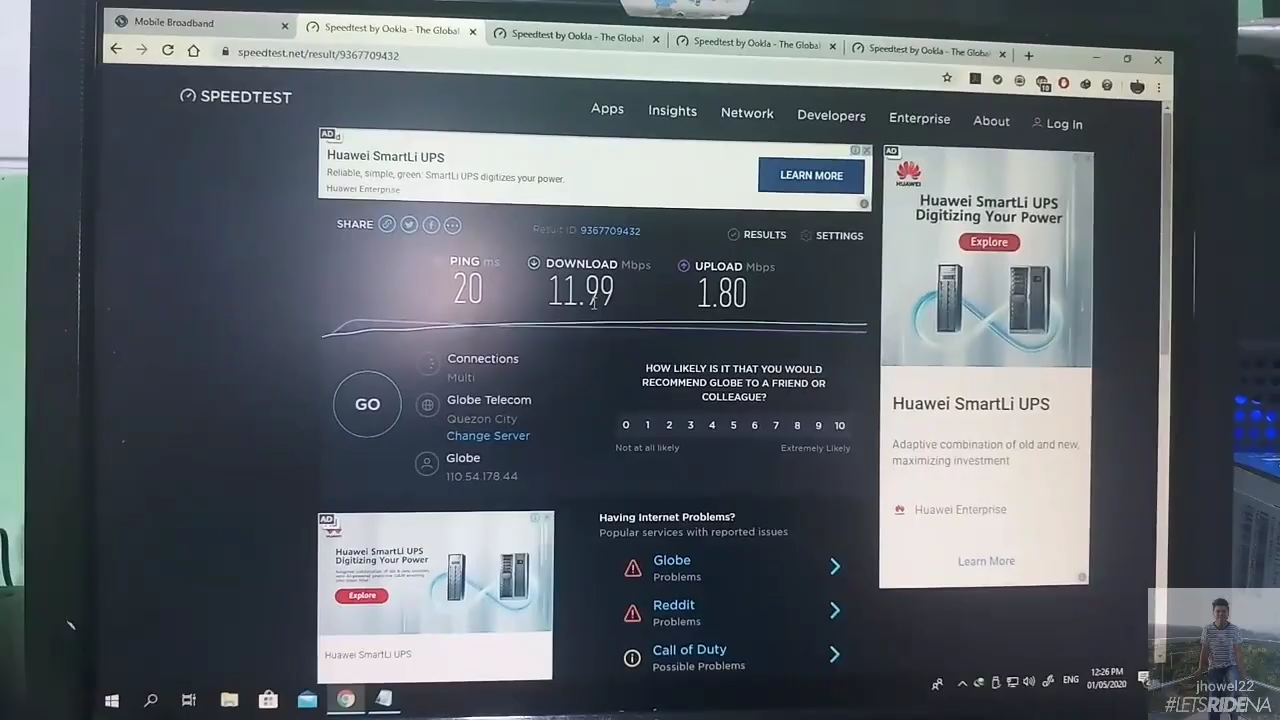 Mobile Broadband
Speedtest by Ookla - The Global
Speedtest by Ookla - The Global
Speedtest by Ookla - The Global
Speedtest by Ookla - The Global
speedtest.net/result/9367709432
SPEEDTEST
Apps
Insights
Network
Developers
Enterprise
About
Log In
AD
Huawei SmartLi UPS
Reliable, simple, green: SmartLi UPS digitizes your power.
Huawei Enterprise
LEARN MORE
AD
HUAWEI
Huawei SmartLi UPS
Digitizing Your Power
Explore
Huawei SmartLi UPS
Adaptive combination of old and new,
maximizing investment
Huawei Enterprise
Learn More
SHARE
Result ID 9367709432
RESULTS
SETTINGS
PING ms
20
DOWNLOAD Mbps
11.99
UPLOAD Mbps
1.80
GO
Connections
Multi
Globe Telecom
Quezon City
Change Server
Globe
110.54.178.44
HOW LIKELY IS IT THAT YOU WOULD
RECOMMEND GLOBE TO A FRIEND OR
COLLEAGUE?
0 1 2 3 4 5 6 7 8 9 10
Not at all likely
Extremely Likely
AD
Huawei SmartLi UPS
Digitizing Your Power
Explore
Huawei SmartLi UPS
Having Internet Problems?
Popular services with reported issues
Globe
Problems
Reddit
Problems
Call of Duty
Possible Problems
ENG
12:26 PM
01/05/2020
jhowel22
#LETSRIDENA